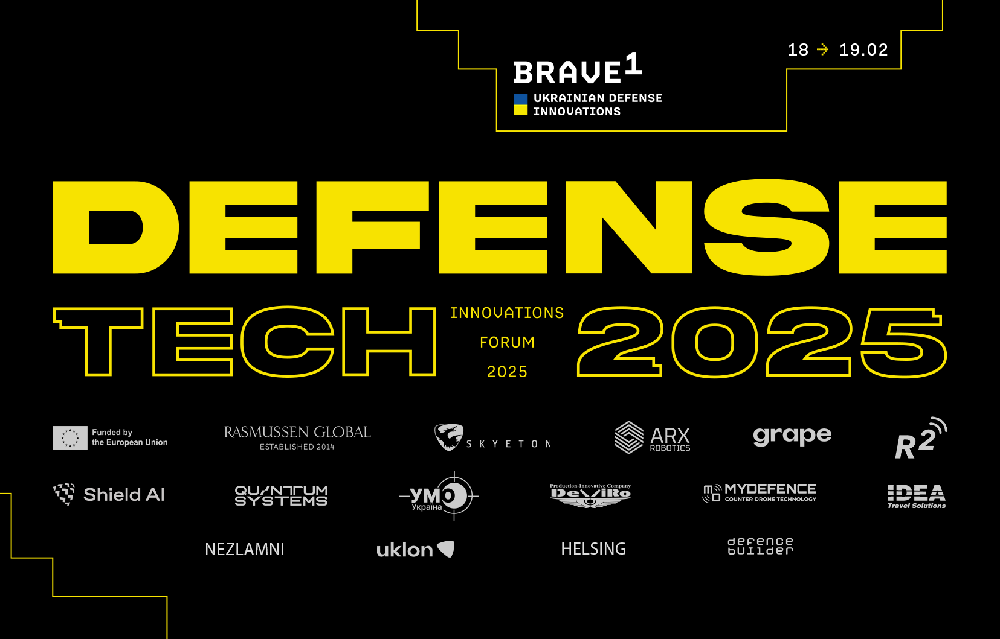 BRAVE1
UKRAINIAN DEFENSE
INNOVATIONS
18 → 19.02
DEFENSE
TECH
INNOVATIONS
FORUM
2025
2025
Funded by
the European Union
RASMUSSEN GLOBAL
ESTABLISHED 2014
SKYETON
ARX
ROBOTICS
grape
R2
Shield AI
QUANTUM
SYSTEMS
УМО
Україна
Production-Innovative Company
DeViRo
MD
MYDEFENCE
COUNTER DRONE TECHNOLOGY
IDEA
Travel Solutions
NEZLAMNI
uklon
HELSING
defence
builder